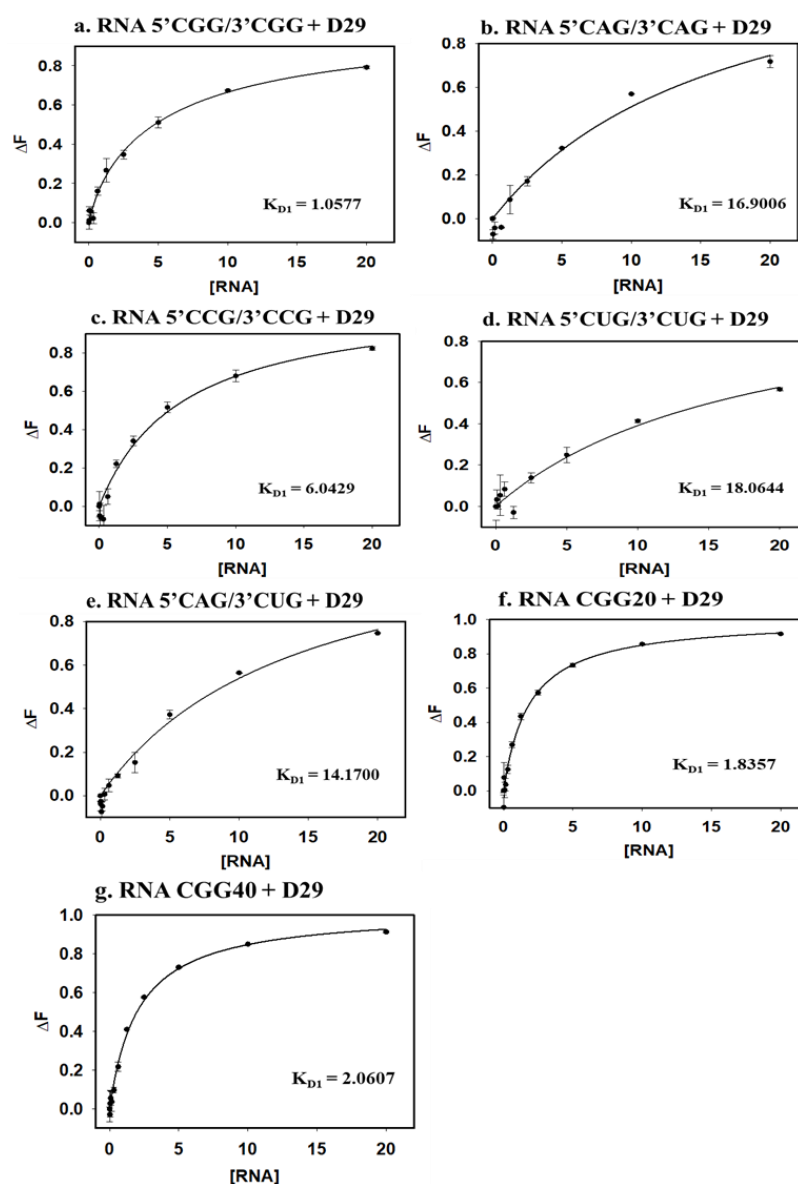 a. RNA 5'CGG/3'CGG + D29
0.8
0.6
0.4
0.2
0.0
ΔF
K_D1 = 1.0577
0 5 10 15 20
[RNA]
b. RNA 5'CAG/3'CAG + D29
0.8
0.6
0.4
0.2
0.0
ΔF
K_D1 = 16.9006
0 5 10 15 20
[RNA]
c. RNA 5'CCG/3'CCG + D29
0.8
0.6
0.4
0.2
0.0
ΔF
K_D1 = 6.0429
0 5 10 15 20
[RNA]
d. RNA 5'CUG/3'CUG + D29
0.8
0.6
0.4
0.2
0.0
ΔF
K_D1 = 18.0644
0 5 10 15 20
[RNA]
e. RNA 5'CAG/3'CUG + D29
0.8
0.6
0.4
0.2
0.0
ΔF
K_D1 = 14.1700
0 5 10 15 20
[RNA]
f. RNA CGG20 + D29
1.0
0.8
0.6
0.4
0.2
0.0
ΔF
K_D1 = 1.8357
0 5 10 15 20
[RNA]
g. RNA CGG40 + D29
1.0
0.8
0.6
0.4
0.2
0.0
ΔF
K_D1 = 2.0607
0 5 10 15 20
[RNA]